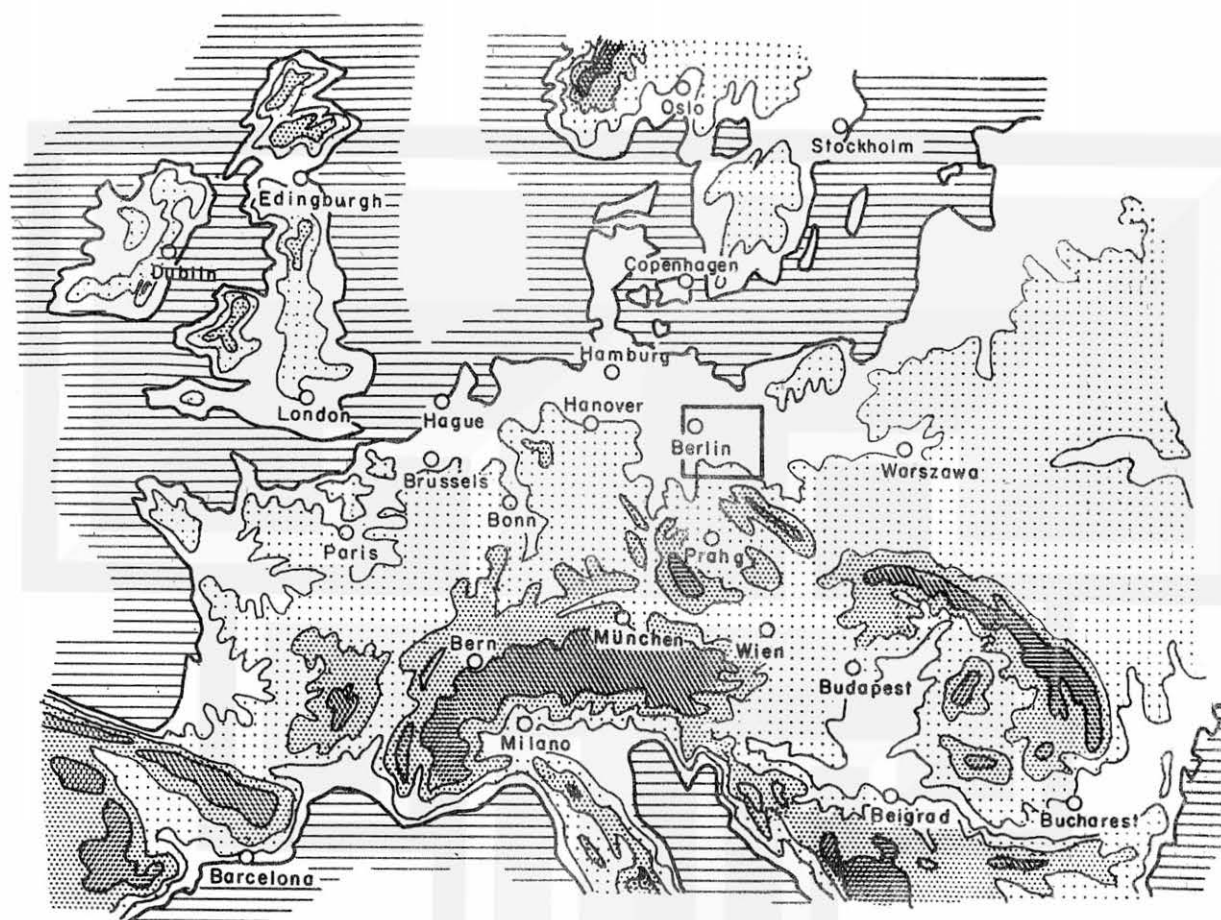 Oslo
Stockholm
Edingburgh
Dublin
Copenhagen
Hamburg
London
Hague
Hanover
Berlin
Warszawa
Brussels
Bonn
Paris
Prahg
Bern
München
Wien
Budapest
Milano
Beigrad
Bucharest
Barcelona